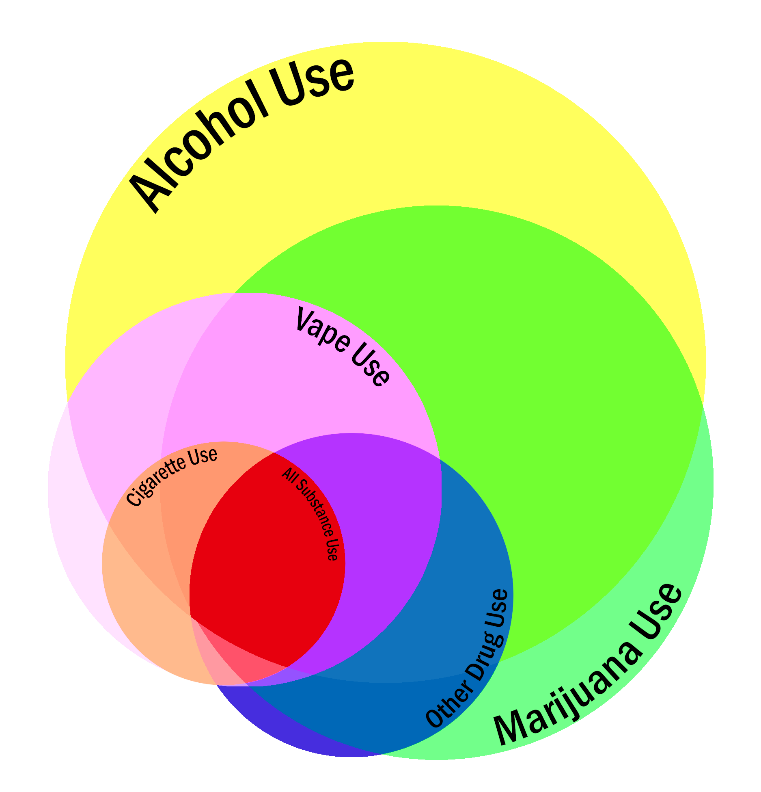 Alcohol Use
Vape Use
Cigarette Use
All Substance Use
Other Drug Use
Marijuana Use